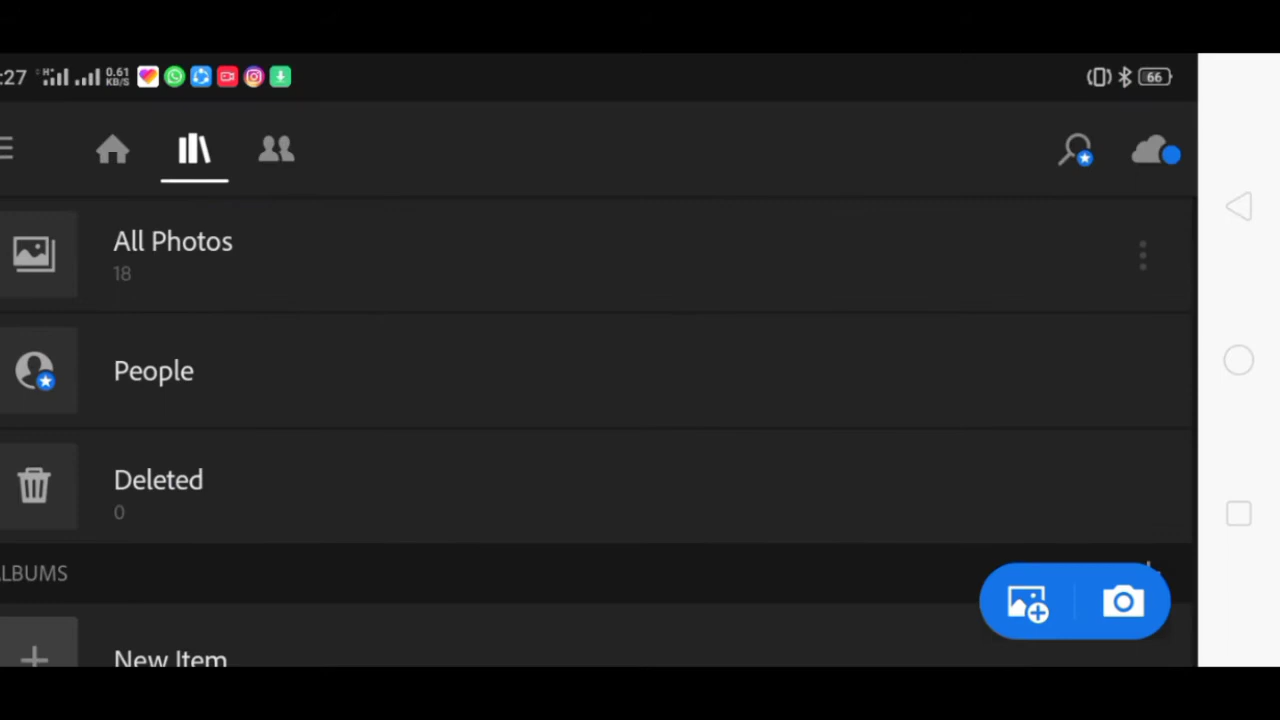 :27 H+ 0.61 KB/S 66
All Photos
18
People
Deleted
0
LBUMS
New Item